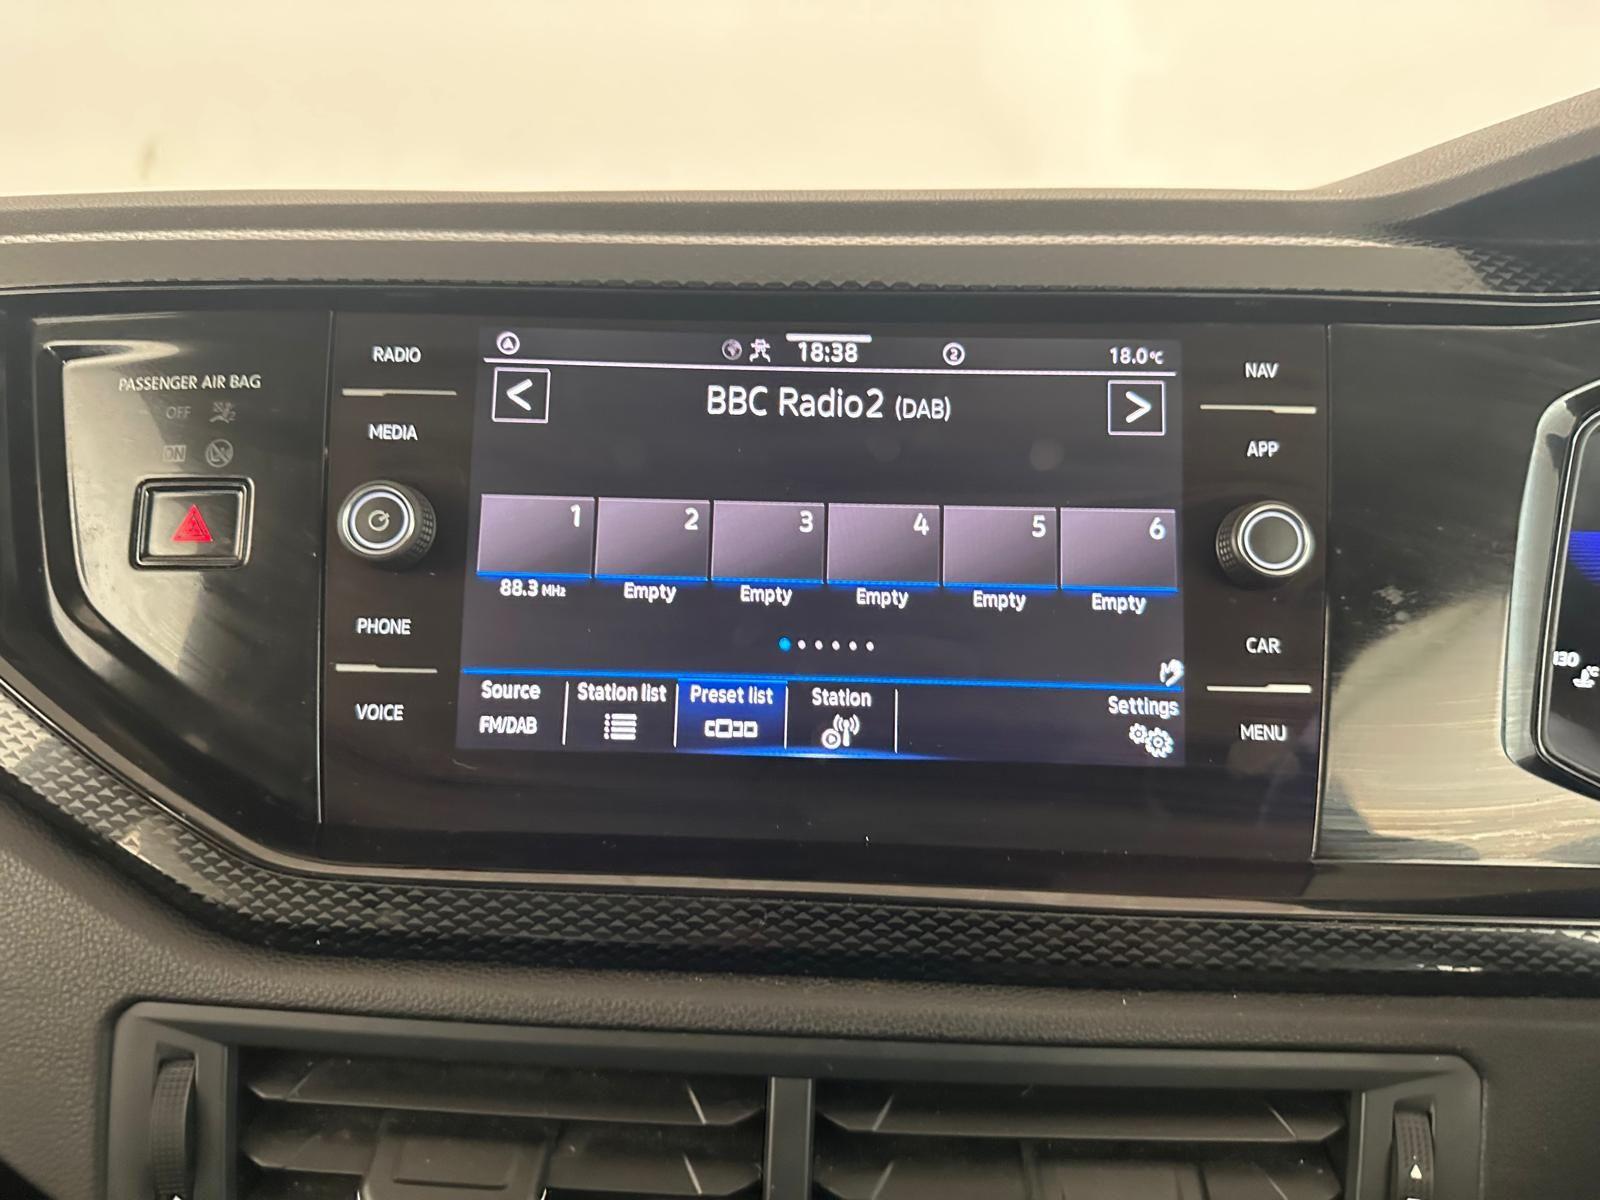 PASSENGER AIR BAG
OFF
ON
RADIO
MEDIA
PHONE
VOICE
18:38
2
18.0°C
<
BBC Radio2 (DAB)
>
1 2 3 4 5 6
88.3 MHz Empty Empty Empty Empty Empty
Source Station list Preset list Station Settings
FM/DAB
NAV
APP
CAR
MENU
130 °C